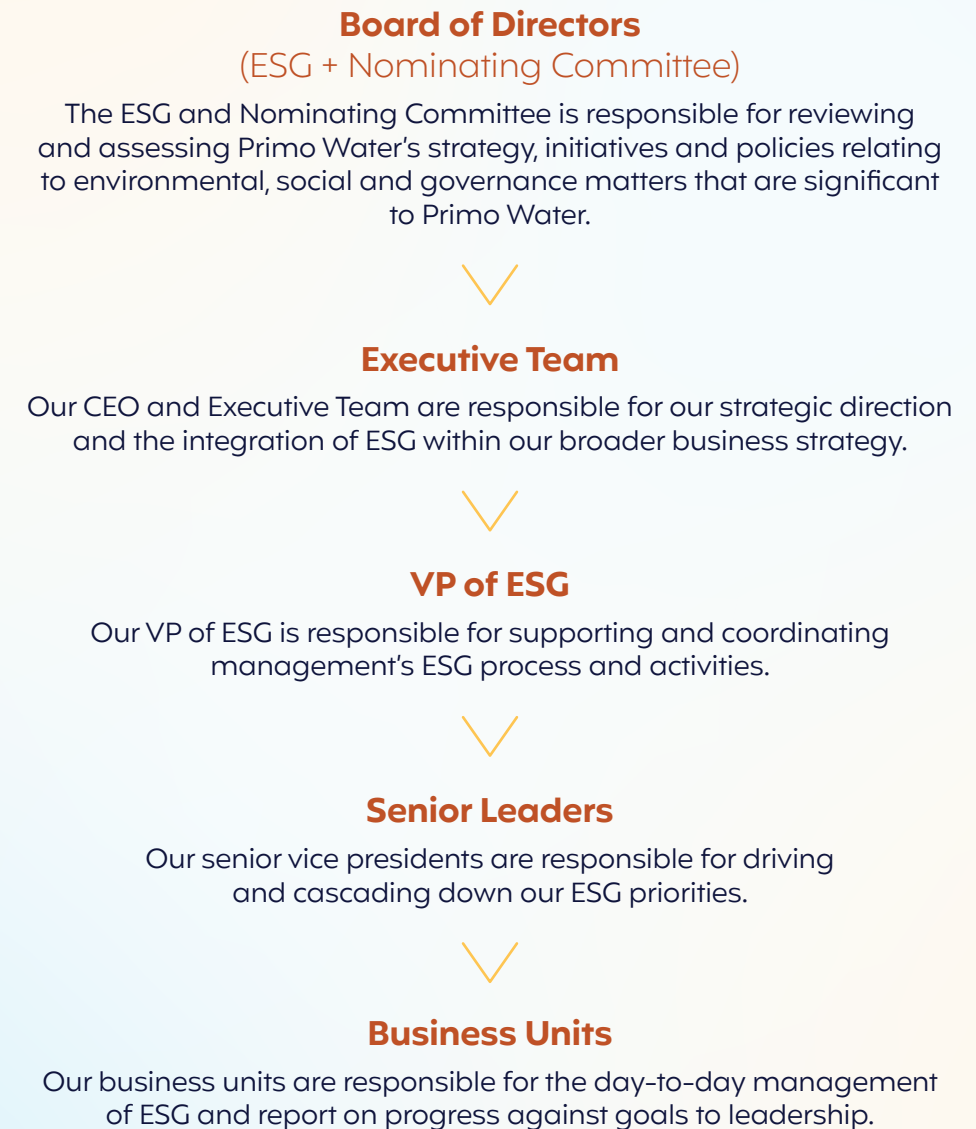 Board of Directors
(ESG + Nominating Committee)
The ESG and Nominating Committee is responsible for reviewing
and assessing Primo Water’s strategy, initiatives and policies relating
to environmental, social and governance matters that are significant
to Primo Water.
Executive Team
Our CEO and Executive Team are responsible for our strategic direction
and the integration of ESG within our broader business strategy.
VP of ESG
Our VP of ESG is responsible for supporting and coordinating
management’s ESG process and activities.
Senior Leaders
Our senior vice presidents are responsible for driving
and cascading down our ESG priorities.
Business Units
Our business units are responsible for the day-to-day management
of ESG and report on progress against goals to leadership.